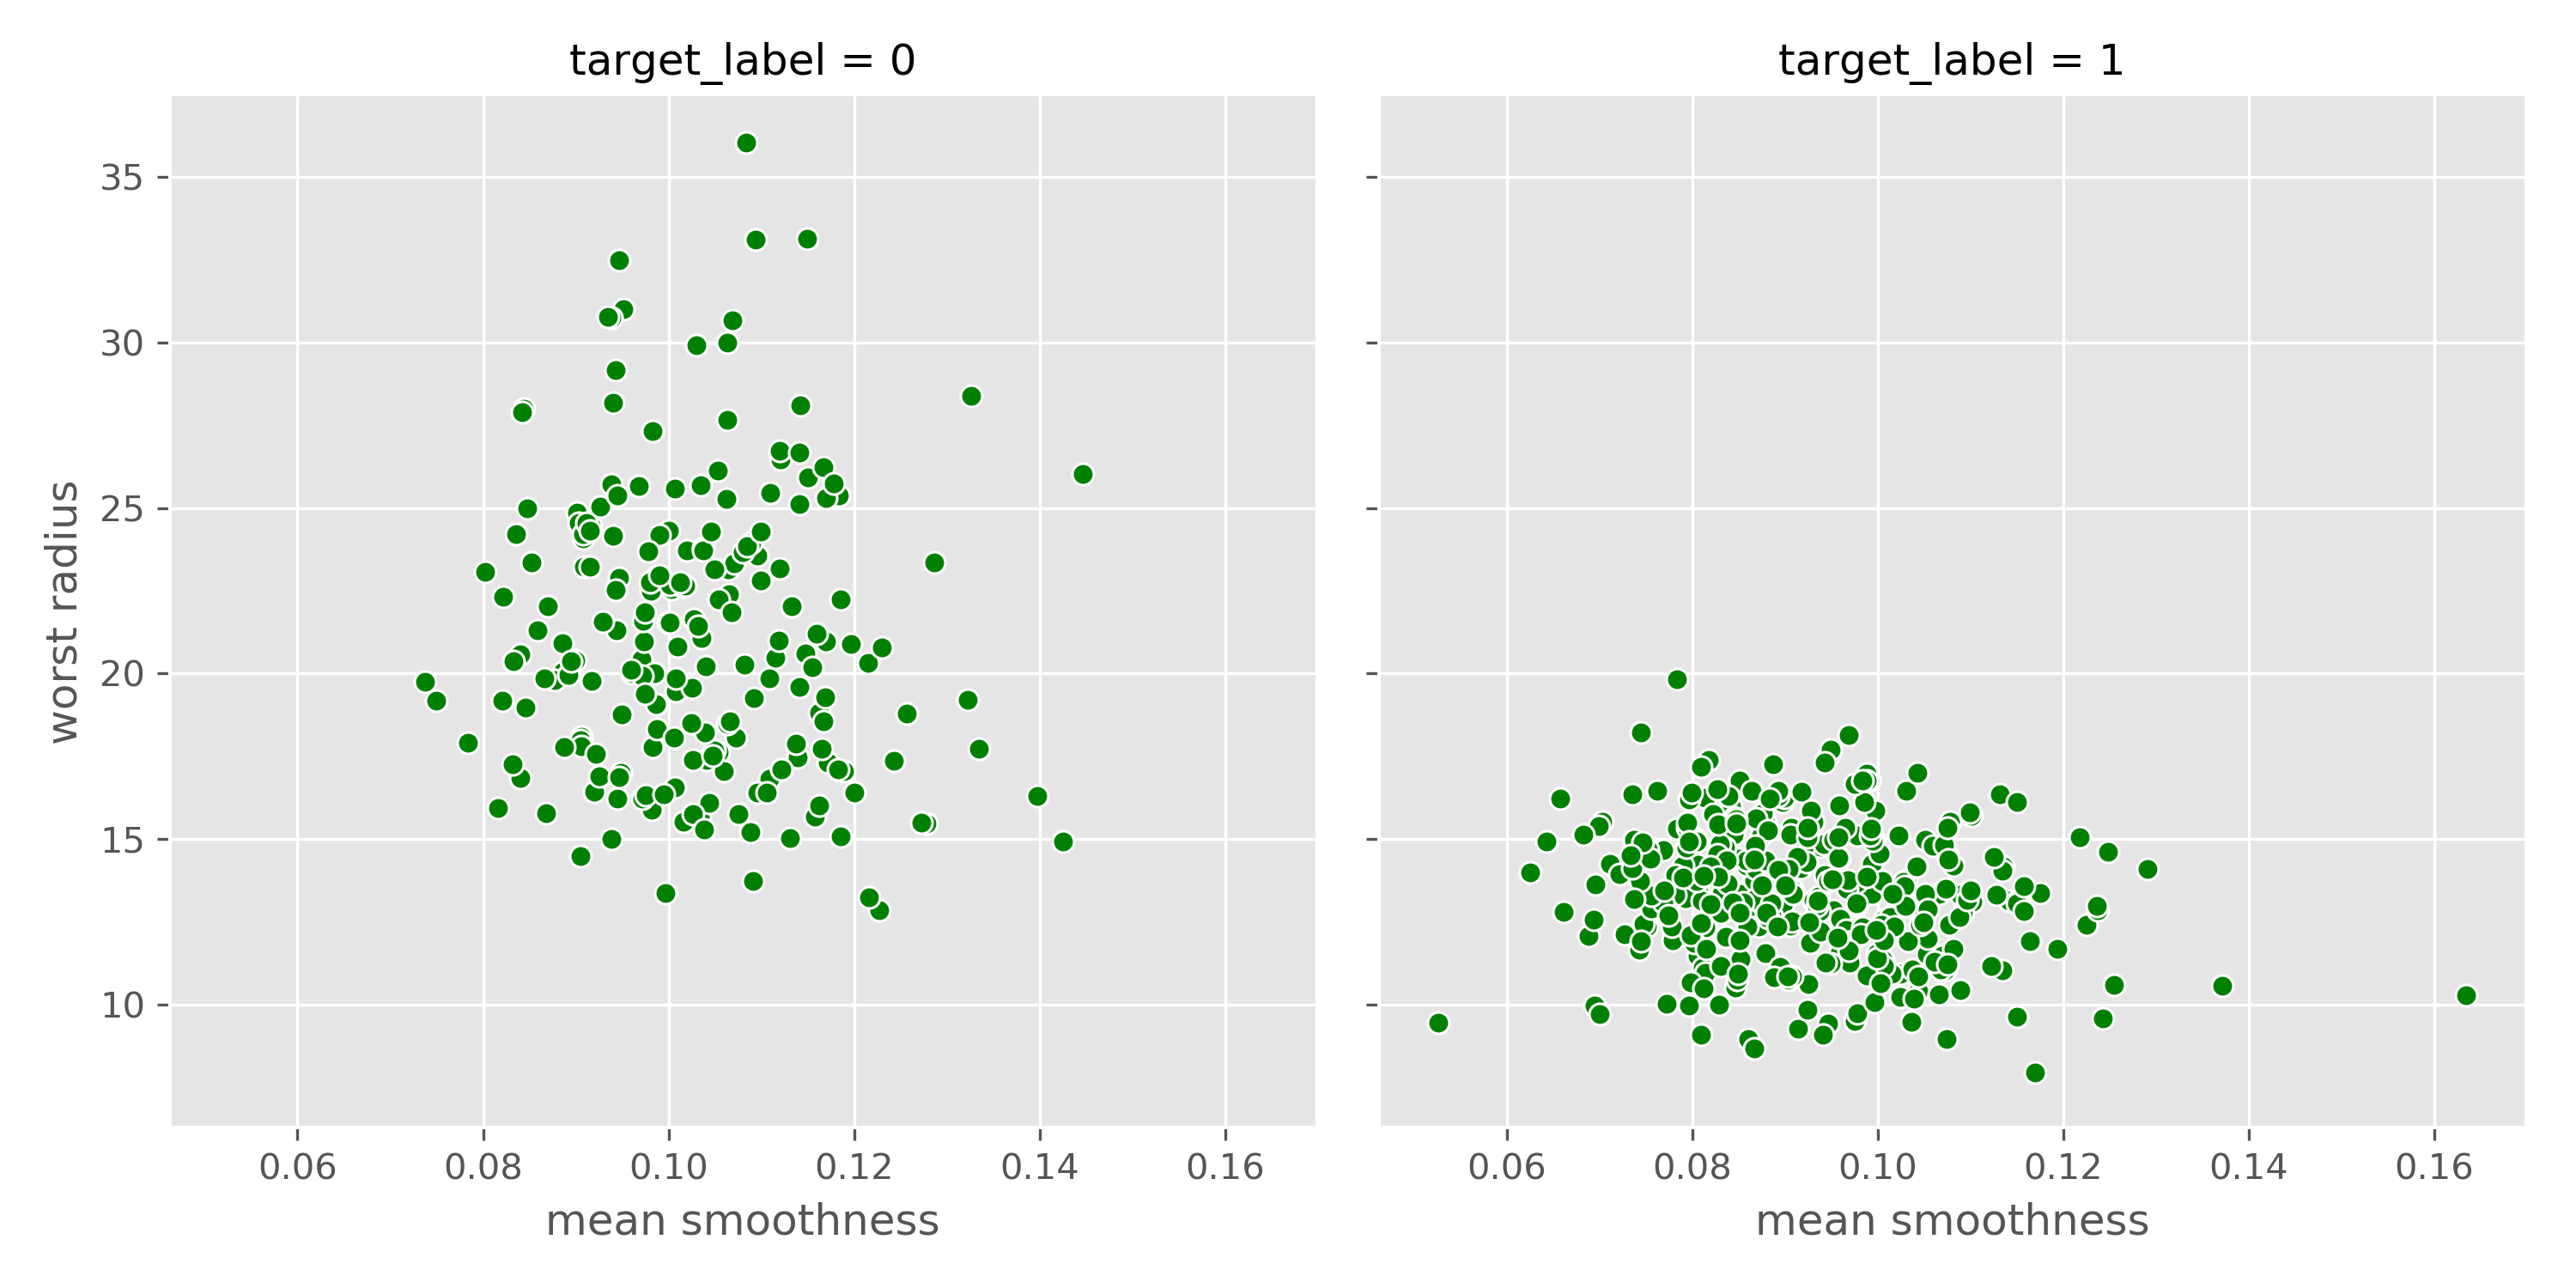 target_label = 0
target_label = 1
35
30
25
20
15
10
worst radius
0.06 0.08 0.10 0.12 0.14 0.16
0.06 0.08 0.10 0.12 0.14 0.16
mean smoothness
mean smoothness